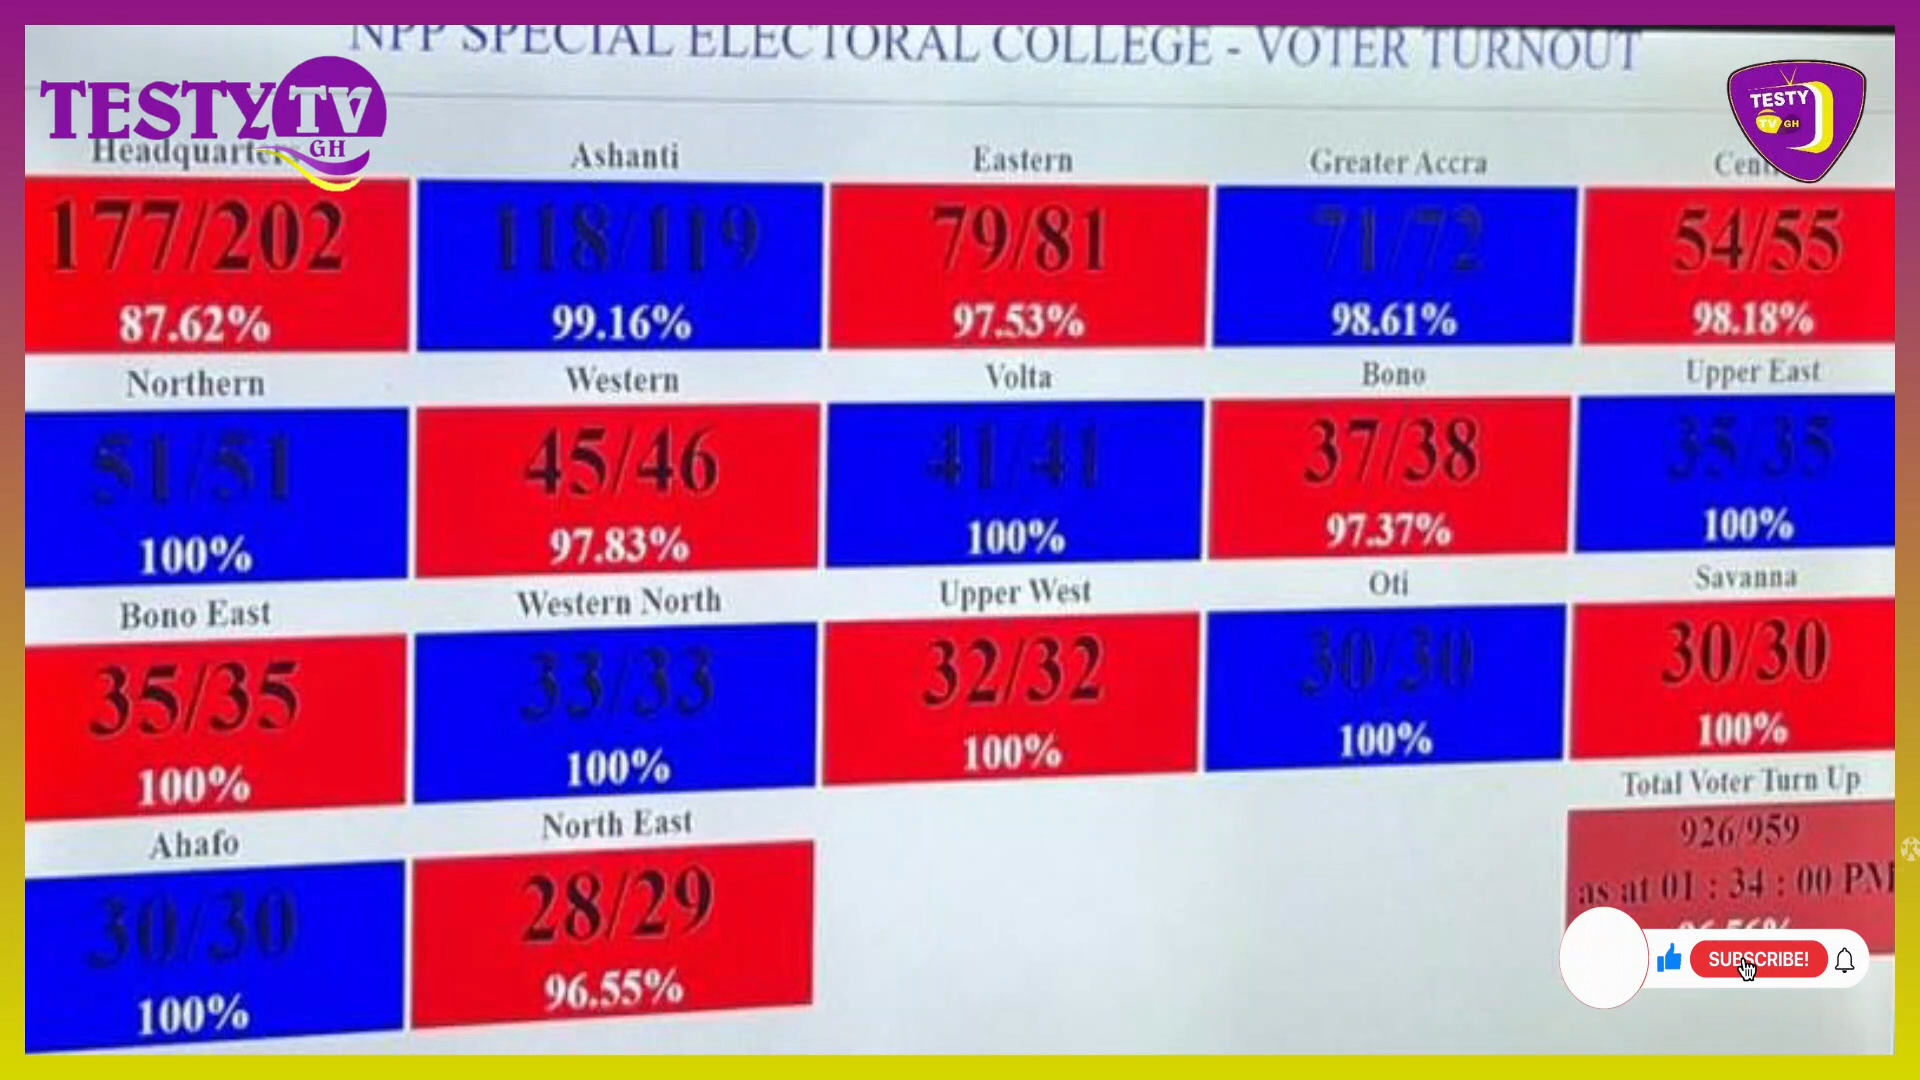 NPP SPECIAL ELECTORAL COLLEGE - VOTER TURNOUT
TESTY TV
GH
TESTY
TV GH
Headquarters Ashanti Eastern Greater Accra
177/202 118/119 79/81 71/72 54/55
87.62% 99.16% 97.53% 98.61% 98.18%
Northern Western Volta Bono Upper East
51/51 45/46 41/41 37/38 35/35
100% 97.83% 100% 97.37% 100%
Bono East Western North Upper West Oti Savanna
35/35 33/33 32/32 30/30 30/30
100% 100% 100% 100% 100%
Ahafo North East Total Voter Turn Up
30/30 28/29 926/959
100% 96.55% as at 01 : 34 : 00 PM
96.56%
SUBSCRIBE!